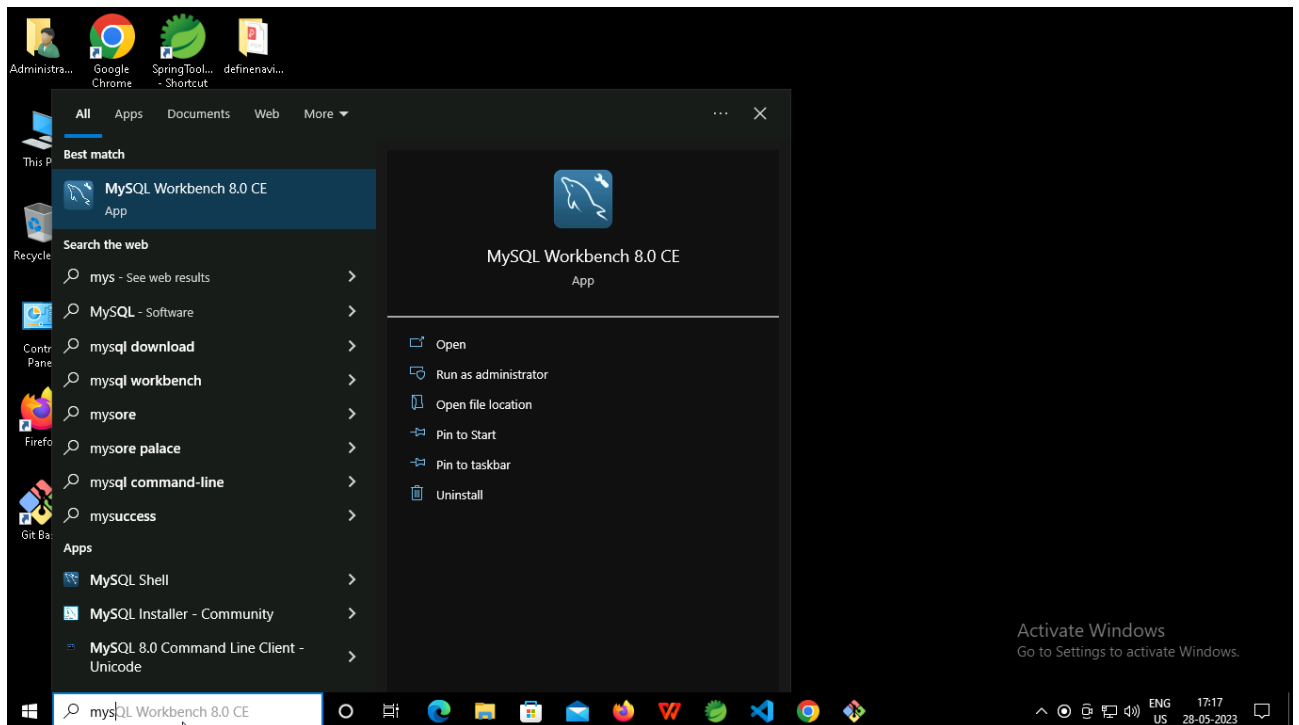 Administra...
Google
Chrome
SpringTool...
- Shortcut
definenavi...
All Apps Documents Web More
Best match
This P
MySQL Workbench 8.0 CE
App
Search the web
Recycle
mys - See web results
MySQL - Software
mysql download
Contr
Pane
mysql workbench
mysore
Firefo
mysore palace
mysql command-line
mysuccess
Git Ba
Apps
MySQL Shell
MySQL Installer - Community
MySQL 8.0 Command Line Client -
Unicode
MySQL Workbench 8.0 CE
App
Open
Run as administrator
Open file location
Pin to Start
Pin to taskbar
Uninstall
Activate Windows
Go to Settings to activate Windows.
mysQL Workbench 8.0 CE
ENG
US
17:17
28-05-2023